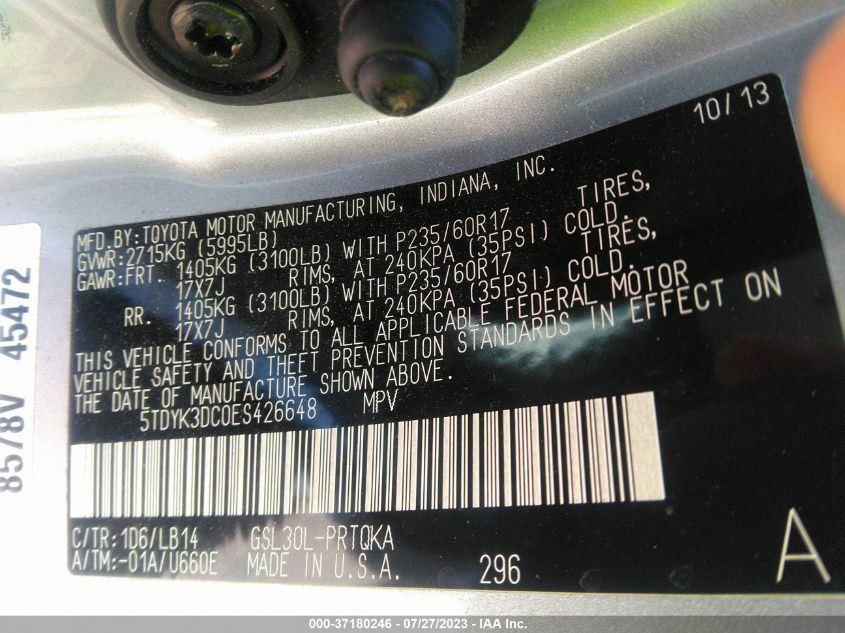 10/13
MFD.BY:TOYOTA MOTOR MANUFACTURING, INDIANA, INC.
GVWR:2715KG (5995LB)
GAWR:FRT. 1405KG (3100LB) WITH P235/60R17 TIRES,
17X7J RIMS, AT 240KPA (35PSI) COLD.
RR. 1405KG (3100LB) WITH P235/60R17 TIRES,
17X7J RIMS, AT 240KPA (35PSI) COLD.
THIS VEHICLE CONFORMS TO ALL APPLICABLE FEDERAL MOTOR
VEHICLE SAFETY AND THEFT PREVENTION STANDARDS IN EFFECT ON
THE DATE OF MANUFACTURE SHOWN ABOVE.
5TDYK3DC0ES426648 MPV
C/TR:1D6/LB14 GSL30L-PRTQKA
A/TM:-01A/U660E MADE IN U.S.A. 296
A
8578V 45472
000-37180246 - 07/27/2023 - IAA Inc.